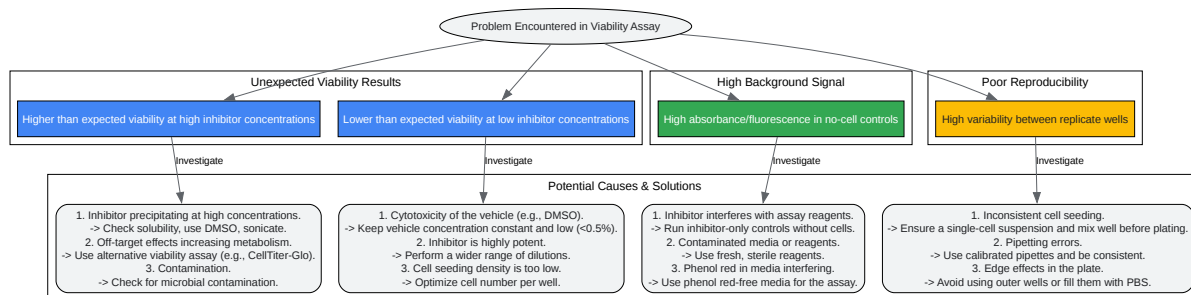 Problem Encountered in Viability Assay
Unexpected Viability Results
High Background Signal
Poor Reproducibility
Higher than expected viability at high inhibitor concentrations
Lower than expected viability at low inhibitor concentrations
High absorbance/fluorescence in no-cell controls
High variability between replicate wells
Investigate
Investigate
Investigate
Investigate
Potential Causes & Solutions
1. Inhibitor precipitating at high concentrations.
-> Check solubility, use DMSO, sonicate.
2. Off-target effects increasing metabolism.
-> Use alternative viability assay (e.g., CellTiter-Glo).
3. Contamination.
-> Check for microbial contamination.
1. Cytotoxicity of the vehicle (e.g., DMSO).
-> Keep vehicle concentration constant and low (<0.5%).
2. Inhibitor is highly potent.
-> Perform a wider range of dilutions.
3. Cell seeding density is too low.
-> Optimize cell number per well.
1. Inhibitor interferes with assay reagents.
-> Run inhibitor-only controls without cells.
2. Contaminated media or reagents.
-> Use fresh, sterile reagents.
3. Phenol red in media interfering.
-> Use phenol red-free media for the assay.
1. Inconsistent cell seeding.
-> Ensure a single-cell suspension and mix well before plating.
2. Pipetting errors.
-> Use calibrated pipettes and be consistent.
3. Edge effects in the plate.
-> Avoid using outer wells or fill them with PBS.